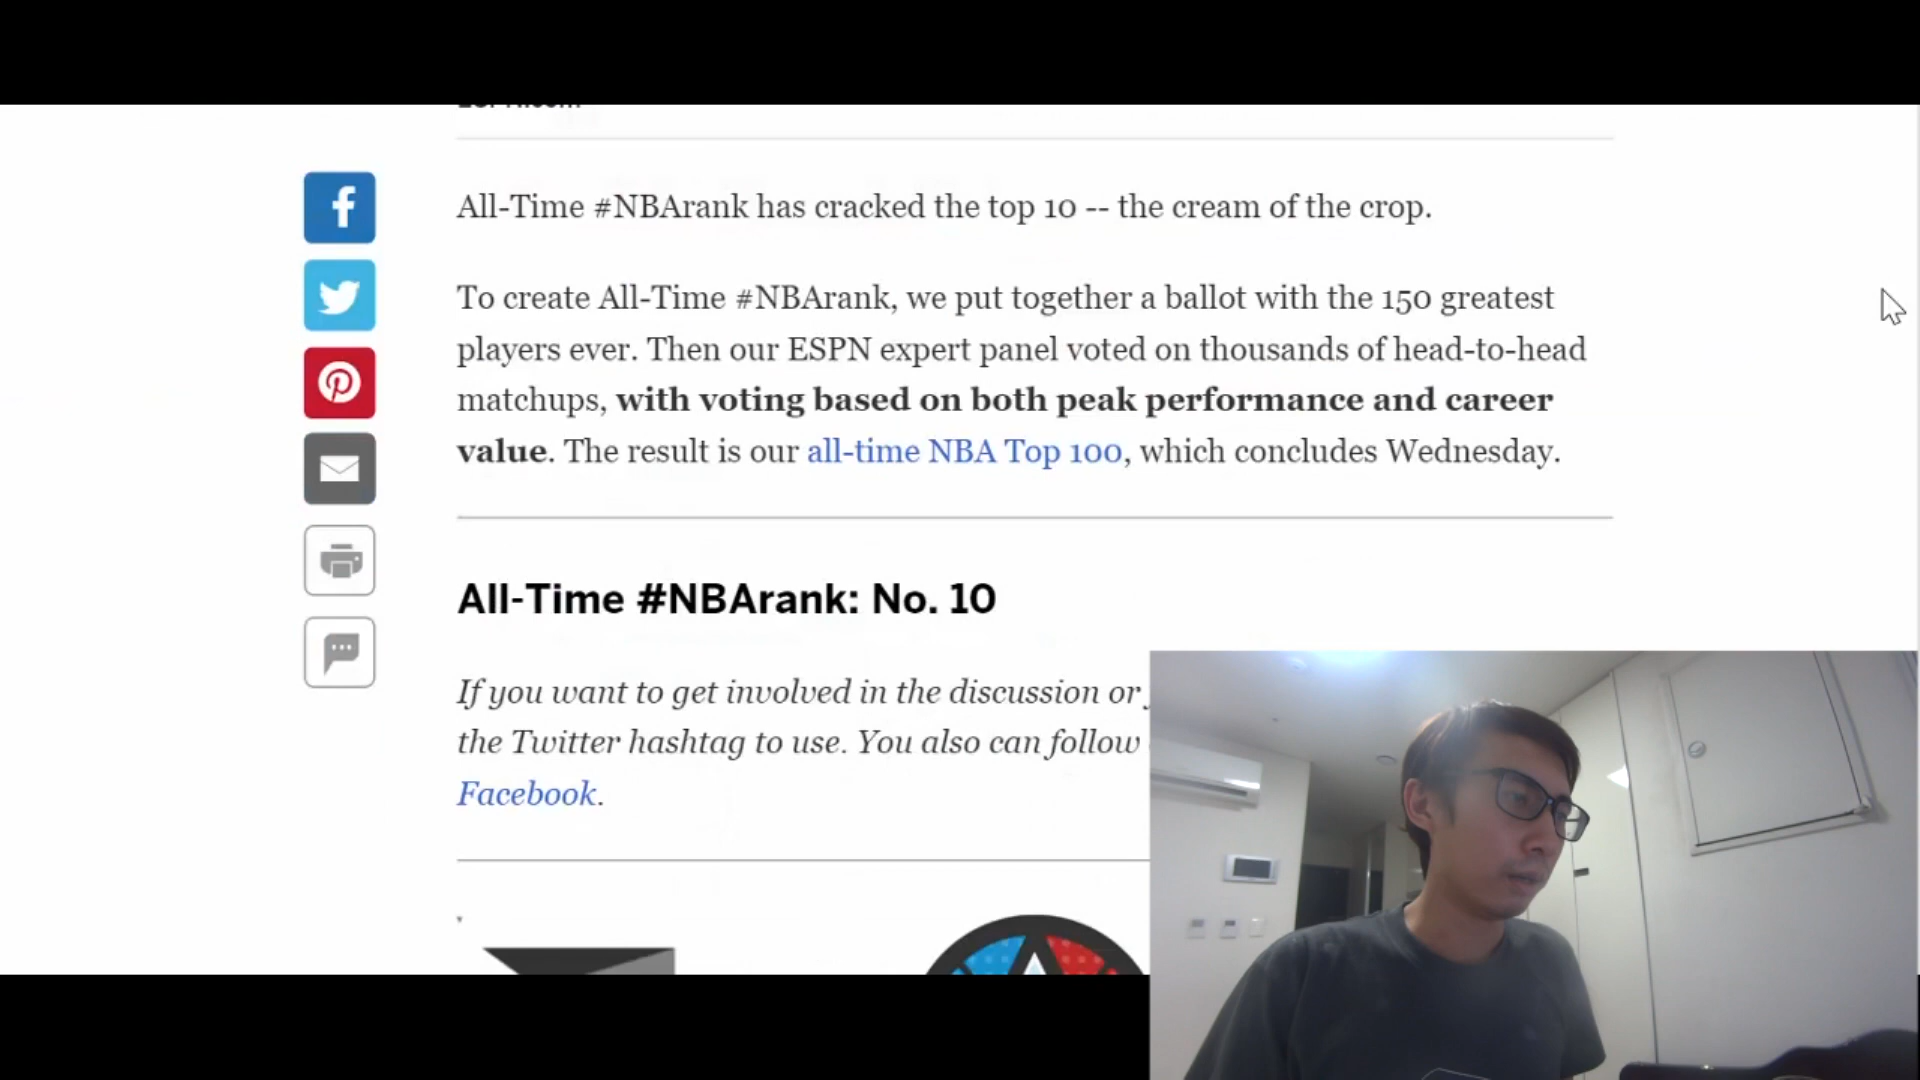 All-Time #NBArank has cracked the top 10 -- the cream of the crop.
To create All-Time #NBArank, we put together a ballot with the 150 greatest
players ever. Then our ESPN expert panel voted on thousands of head-to-head
matchups, with voting based on both peak performance and career
value. The result is our all-time NBA Top 100, which concludes Wednesday.
All-Time #NBArank: No. 10
If you want to get involved in the discussion or
the Twitter hashtag to use. You also can follow
Facebook.